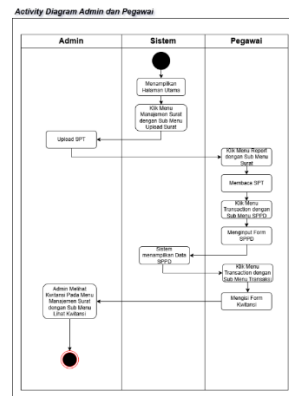 Activity Diagram Admin dan Pegawai
Admin
Sistem
Pegawai
Menampilkan
Halaman Utama
Klik Menu
Manajemen Surat
dengan Sub Menu
Upload Surat
Upload SPT
Klik Menu Report
dengan Sub Menu
Surat
Membaca SPT
Klik Menu
Transaction dengan
Sub Menu SPPD
Menginput Form
SPPD
Sistem
menampilkan Data
SPPD
Klik Menu
Transaction dengan
Sub Menu Transaksi
Mengisi Form
Kwitansi
Admin Melihat
Kwitansi Pada Menu
Manajemen Surat
dengan Sub Menu
Lihat Kwitansi